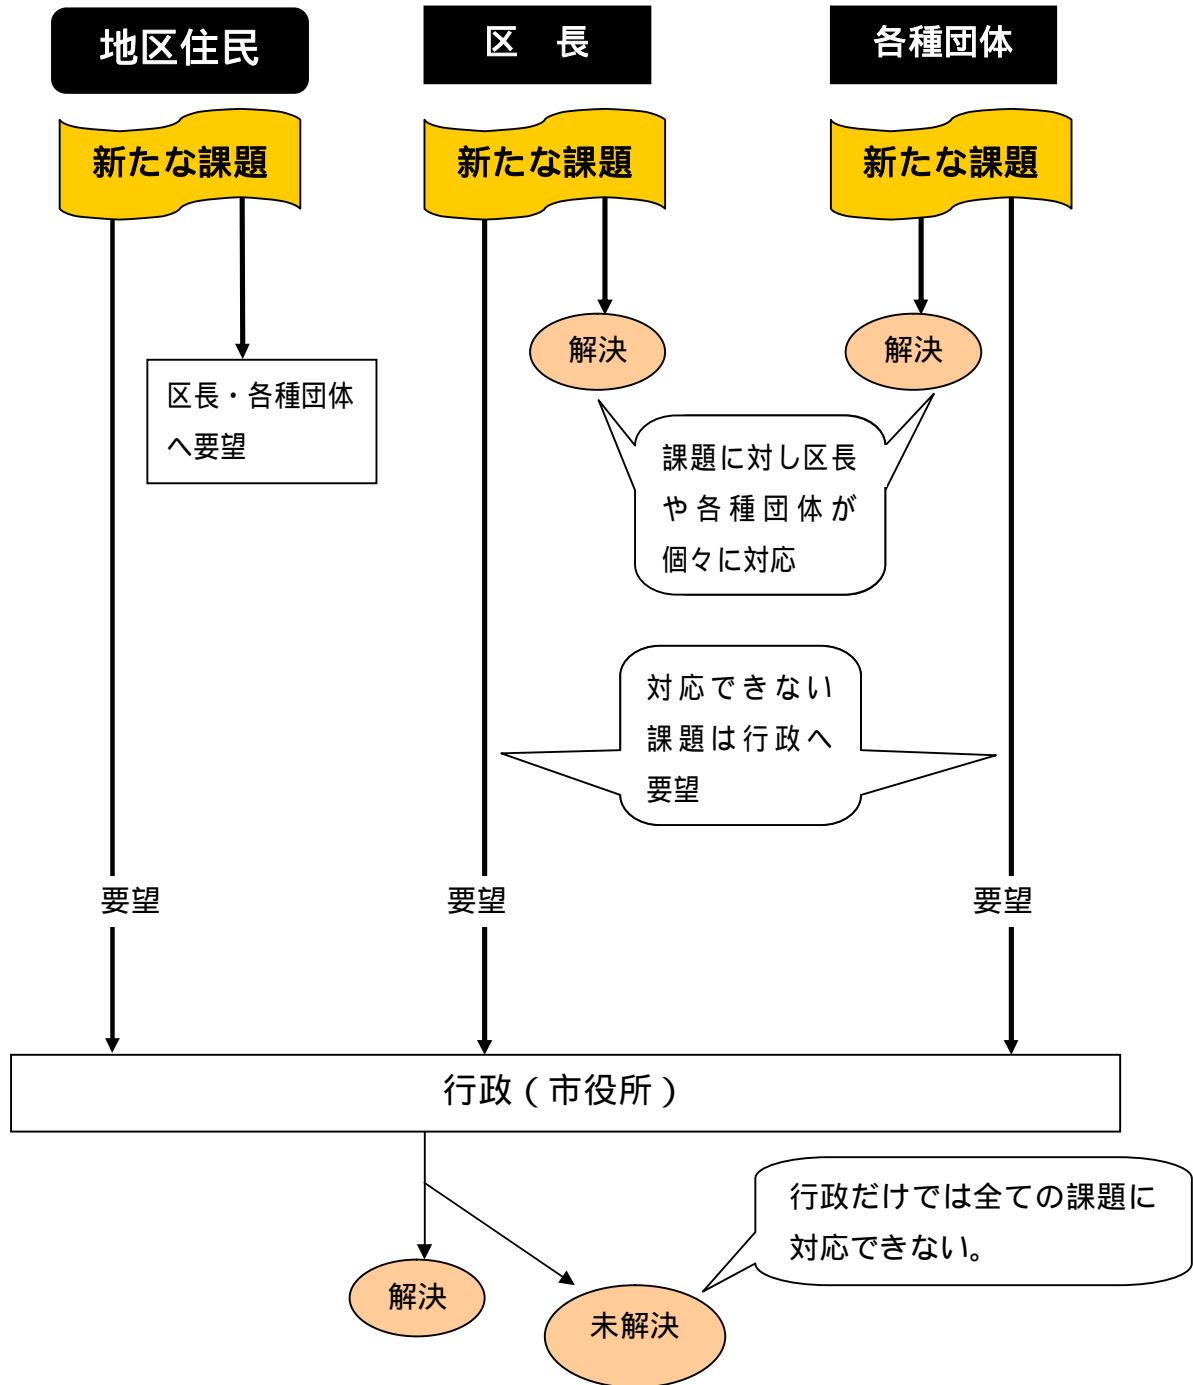 地区住民
区　長
各種団体
新たな課題
新たな課題
新たな課題
解決
解決
区長・各種団体
へ要望
課題に対し区長
や各種団体が
個々に対応
対応できない
課題は行政へ
要望
要望
要望
要望
行政（市役所）
行政だけでは全ての課題に
対応できない。
解決
未解決